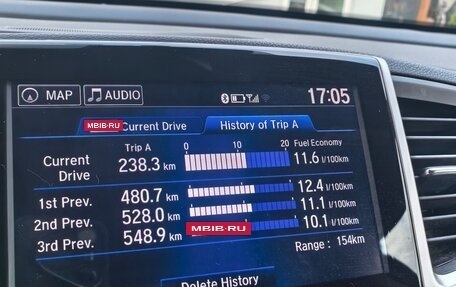 MAP AUDIO 17:05
MBIB·RU Current Drive History of Trip A
Trip A 0 10 20 Fuel Economy
Current Drive 238.3 km 11.6 l/100km
1st Prev. 480.7 km 12.4 l/100km
2nd Prev. 528.0 km 11.1 l/100km
3rd Prev. 548.9 km MBIB·RU 10.1 l/100km
Range : 154km
Delete History